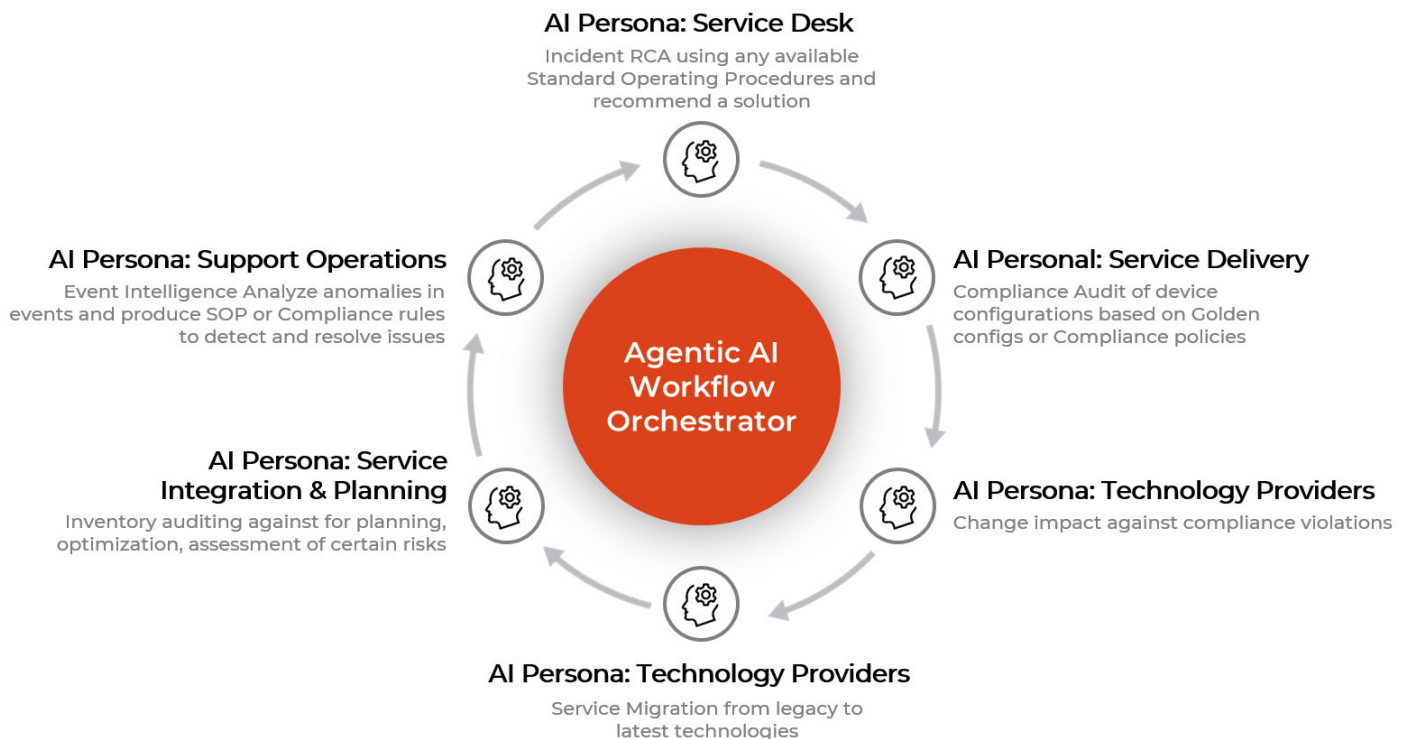 AI Persona: Service Desk
Incident RCA using any available
Standard Operating Procedures and
recommend a solution
AI Persona: Support Operations
Event Intelligence Analyze anomalies in
events and produce SOP or Compliance rules
to detect and resolve issues
AI Personal: Service Delivery
Compliance Audit of device
configurations based on Golden
configs or Compliance policies
Agentic AI
Workflow
Orchestrator
AI Persona: Service
Integration & Planning
Inventory auditing against for planning,
optimization, assessment of certain risks
AI Persona: Technology Providers
Change impact against compliance violations
AI Persona: Technology Providers
Service Migration from legacy to
latest technologies